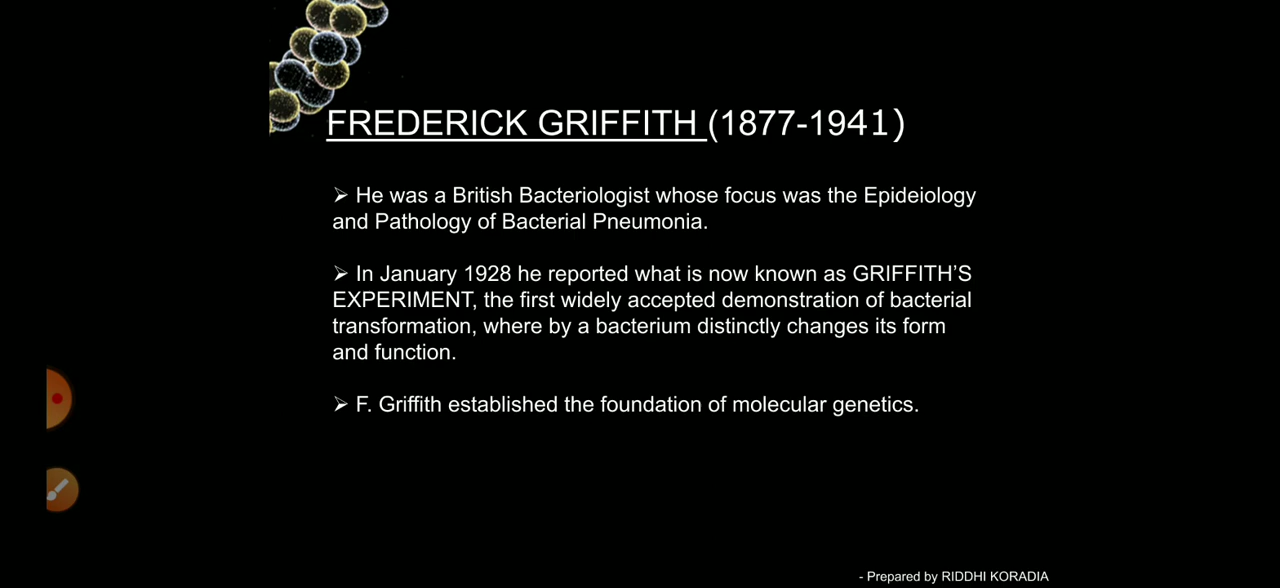 FREDERICK GRIFFITH (1877-1941)
➢ He was a British Bacteriologist whose focus was the Epideiology
and Pathology of Bacterial Pneumonia.
➢ In January 1928 he reported what is now known as GRIFFITH’S
EXPERIMENT, the first widely accepted demonstration of bacterial
transformation, where by a bacterium distinctly changes its form
and function.
➢ F. Griffith established the foundation of molecular genetics.
- Prepared by RIDDHI KORADIA